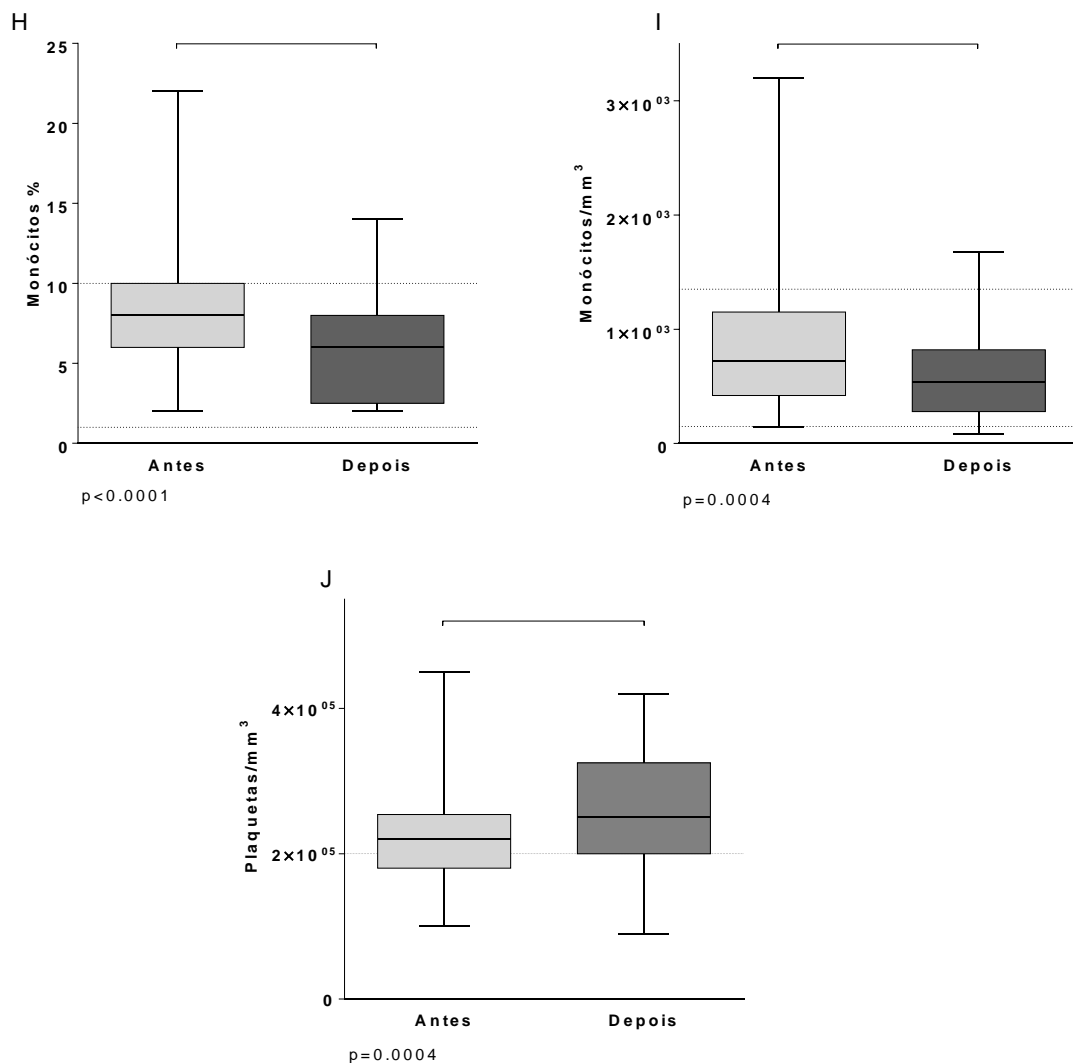 H
25
20
15
10
5
0
Monócitos %
Antes Depois
p<0.0001
I
3×10⁰³
2×10⁰³
1×10⁰³
0
Monócitos/mm³
Antes Depois
p=0.0004
J
4×10⁰⁵
2×10⁰⁵
0
Plaquetas/mm³
Antes Depois
p=0.0004